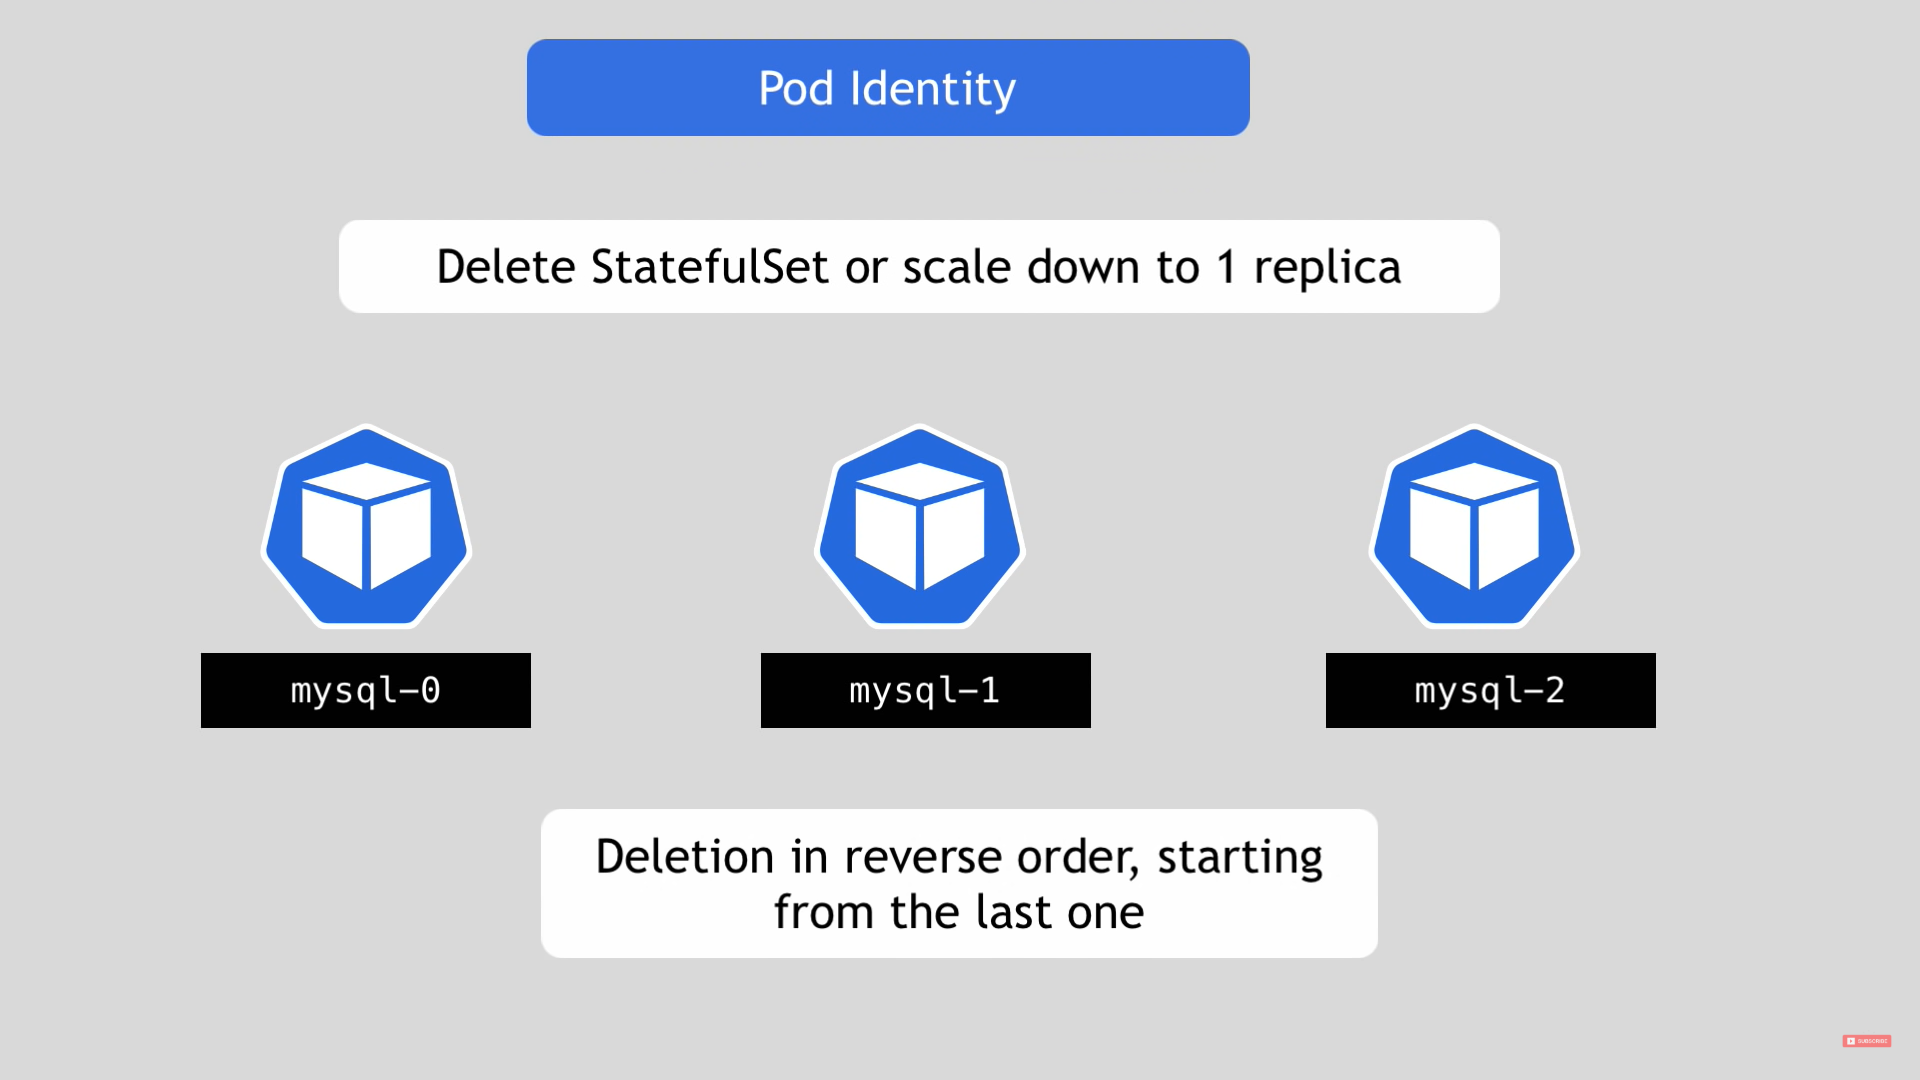 Pod Identity
Delete StatefulSet or scale down to 1 replica
mysql-0
mysql-1
mysql-2
Deletion in reverse order, starting
from the last one
SUBSCRIBE